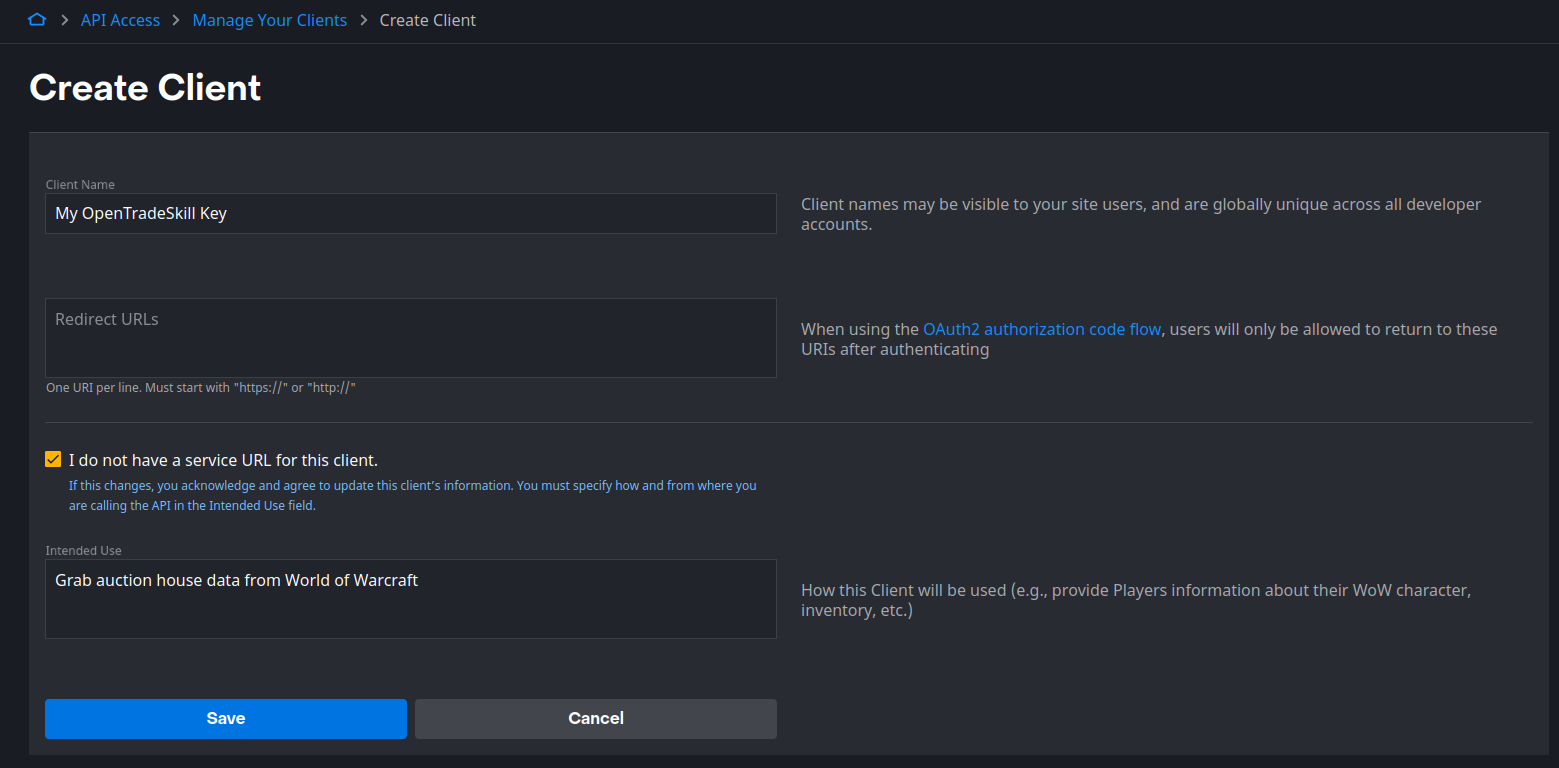 API Access > Manage Your Clients > Create Client
Create Client
Client Name
My OpenTradeSkill Key
Client names may be visible to your site users, and are globally unique across all developer
accounts.
Redirect URLs
One URI per line. Must start with "https://" or "http://"
When using the OAuth2 authorization code flow, users will only be allowed to return to these
URIs after authenticating
I do not have a service URL for this client.
If this changes, you acknowledge and agree to update this client's information. You must specify how and from where you
are calling the API in the Intended Use field.
Intended Use
Grab auction house data from World of Warcraft
How this Client will be used (e.g., provide Players information about their WoW character,
inventory, etc.)
Save Cancel